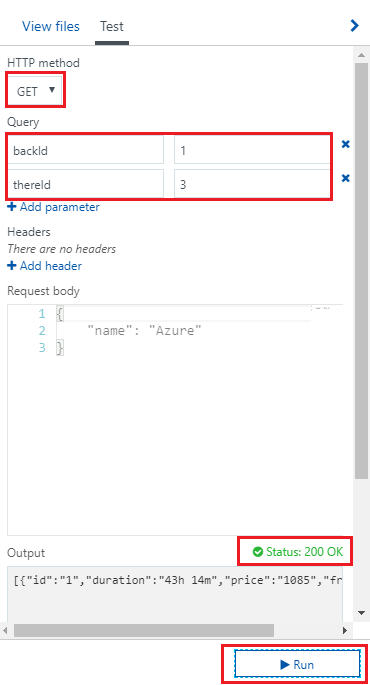 View files Test
HTTP method
GET
Query
backId 1
thereId 3
Add parameter
Headers
There are no headers
Add header
Request body
1 {
2 "name": "Azure"
3 }
Output Status: 200 OK
[{"id":"1","duration":"43h 14m","price":"1085","fr
Run